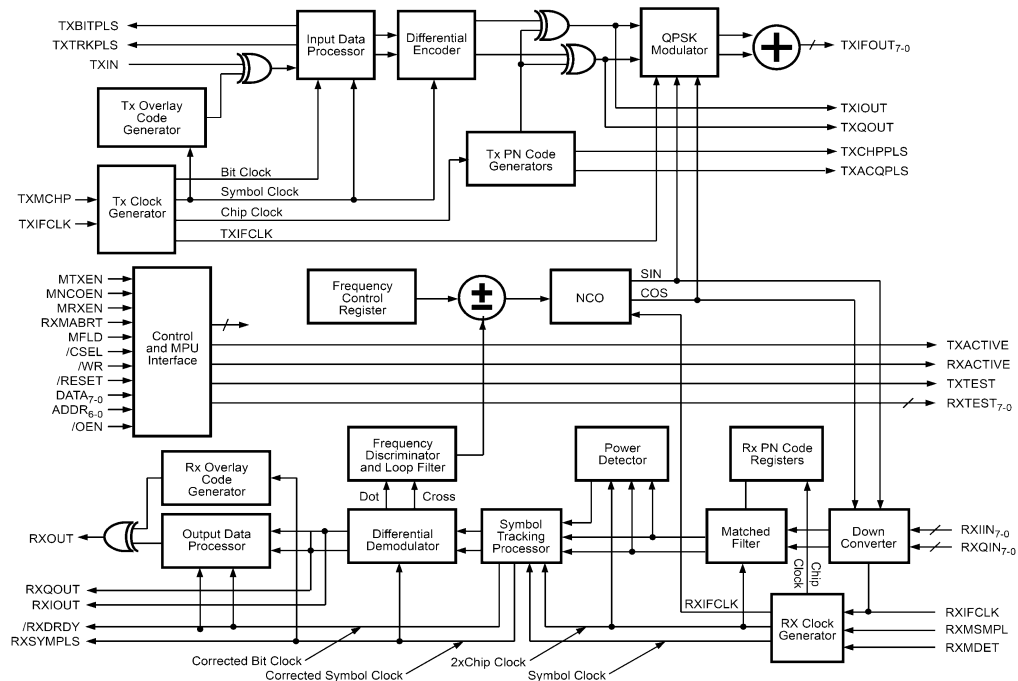 TXBITPLS
TXTRKPLS
TXIN
Input Data
Processor
Differential
Encoder
QPSK
Modulator
+
TXIFOUT7-0
Tx Overlay
Code
Generator
TXIOUT
TXQOUT
Tx PN Code
Generators
TXCHPPLS
TXACQPLS
TXMCHP
TXIFCLK
Tx Clock
Generator
Bit Clock
Symbol Clock
Chip Clock
TXIFCLK
MTXEN
MNCOEN
MRXEN
RXMABRT
MFLD
/CSEL
/WR
/RESET
DATA7-0
ADDR6-0
/OEN
Control
and MPU
Interface
Frequency
Control
Register
±
NCO
SIN
COS
TXACTIVE
RXACTIVE
TXTEST
RXTEST7-0
Rx Overlay
Code
Generator
Frequency
Discriminator
and Loop Filter
Power
Detector
Rx PN Code
Registers
Dot
Cross
RXOUT
Output Data
Processor
Differential
Demodulator
Symbol
Tracking
Processor
Matched
Filter
Down
Converter
RXIIN7-0
RXQIN7-0
Chip
Clock
RXQOUT
RXIOUT
/RXDRDY
RXSYMPLS
RXIFCLK
RX Clock
Generator
RXIFCLK
RXMSMPL
RXMDET
Corrected Bit Clock
Corrected Symbol Clock
2xChip Clock
Symbol Clock